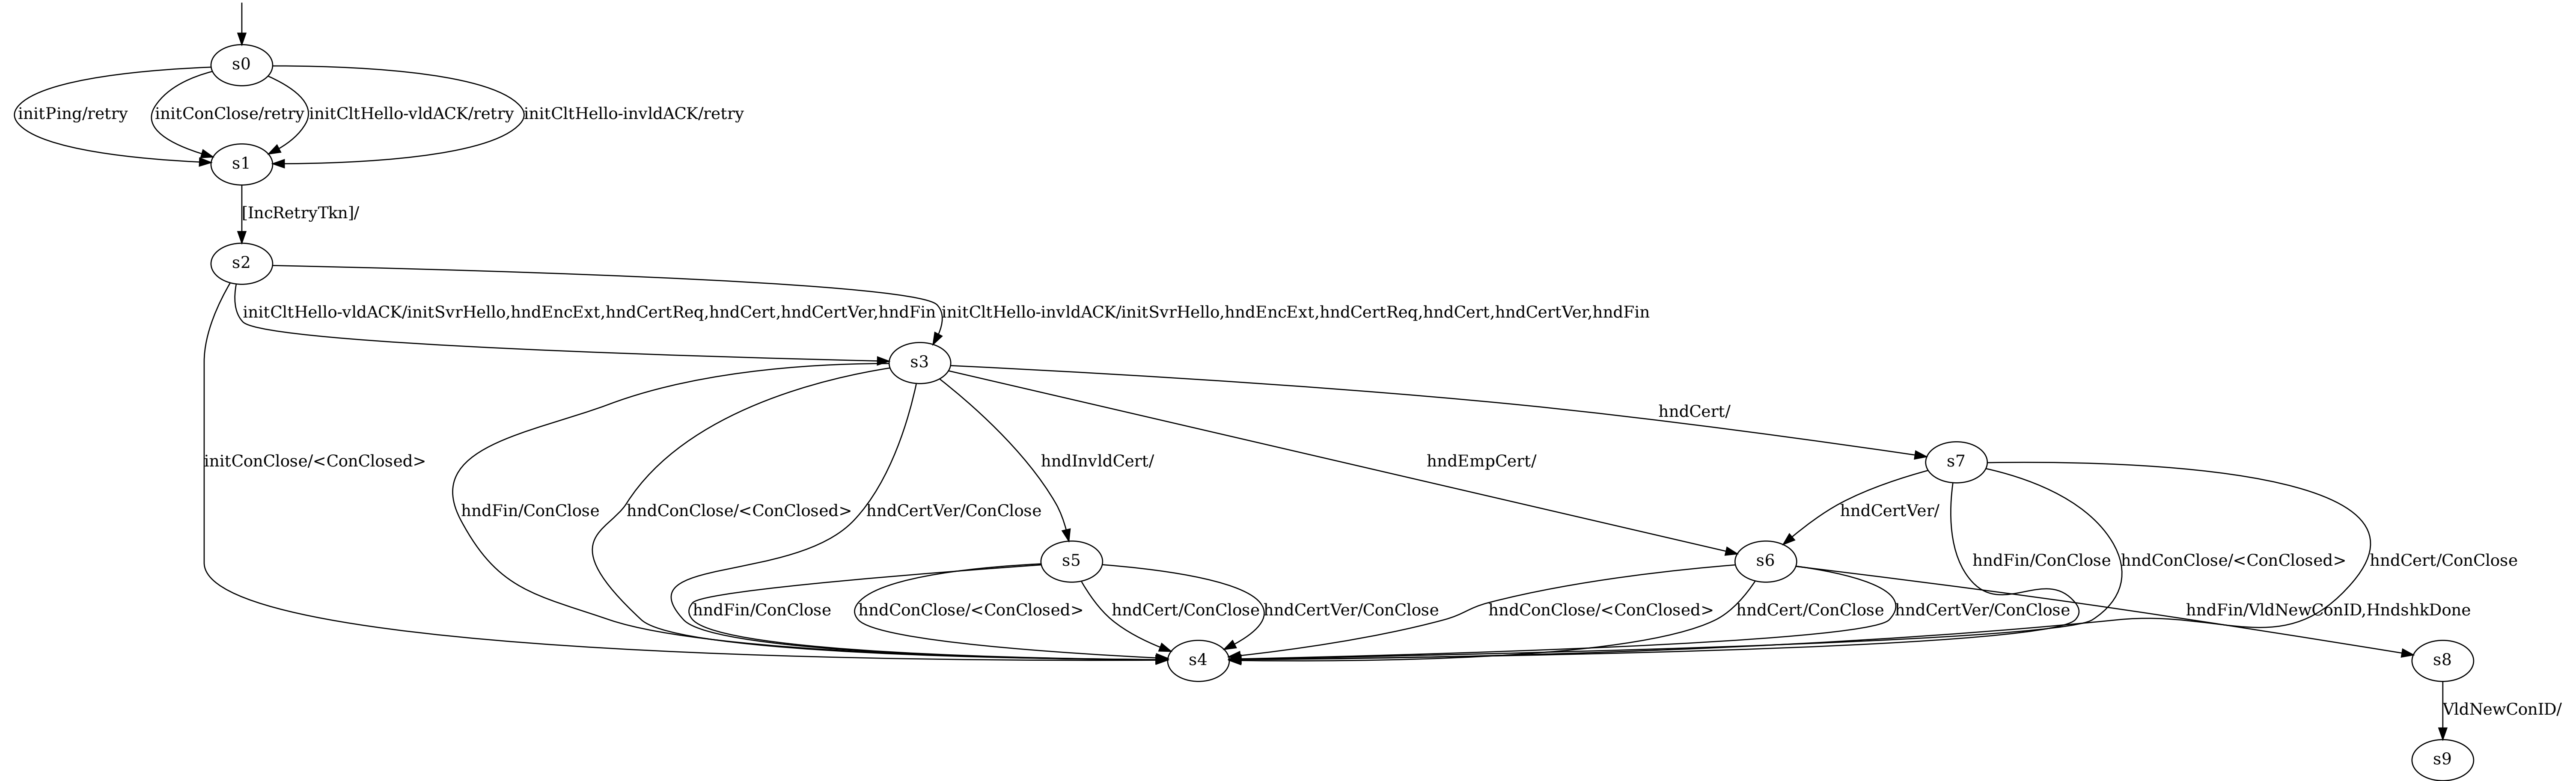 s0
initPing/retry
initConClose/retry
initCltHello-vldACK/retry
initCltHello-invldACK/retry
s1
[IncRetryTkn]/
s2
initCltHello-vldACK/initSvrHello,hndEncExt,hndCertReq,hndCert,hndCertVer,hndFin
initCltHello-invldACK/initSvrHello,hndEncExt,hndCertReq,hndCert,hndCertVer,hndFin
s3
hndCert/
initConClose/<ConClosed>
hndInvldCert/
hndEmpCert/
s7
hndFin/ConClose
hndConClose/<ConClosed>
hndCertVer/ConClose
hndCertVer/
s5
s6
hndFin/ConClose
hndConClose/<ConClosed>
hndCert/ConClose
hndFin/ConClose
hndConClose/<ConClosed>
hndCert/ConClose
hndCertVer/ConClose
hndConClose/<ConClosed>
hndCert/ConClose
hndCertVer/ConClose
hndFin/VldNewConID,HndshkDone
s4
s8
VldNewConID/
s9